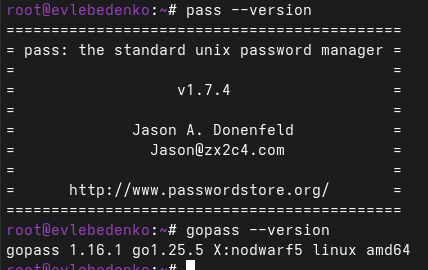 root@evlebedenko:~# pass --version
============================================
= pass: the standard unix password manager =
=                                          =
=                  v1.7.4                  =
=                                          =
=             Jason A. Donenfeld           =
=               Jason@zx2c4.com            =
=                                          =
=      http://www.passwordstore.org/       =
============================================
root@evlebedenko:~# gopass --version
gopass 1.16.1 go1.25.5 X:nodwarf5 linux amd64
root@evlebedenko:~#